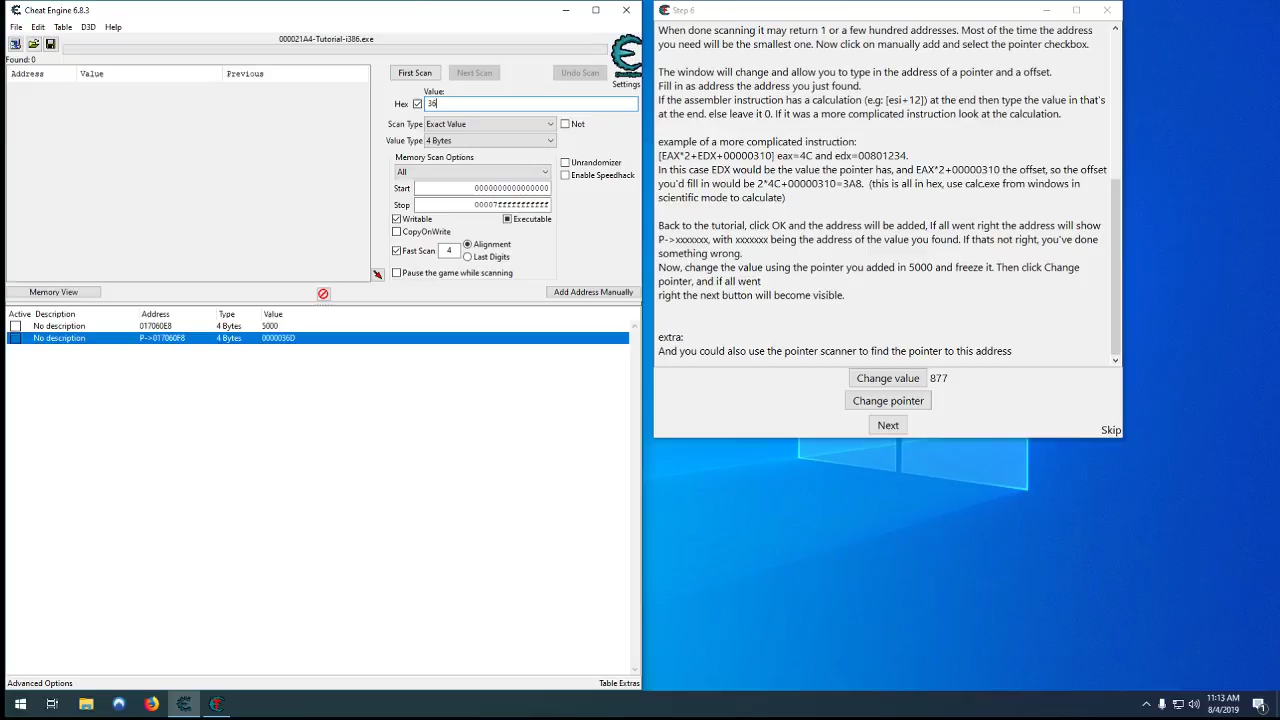 Cheat Engine 6.8.3
File Edit Table D3D Help
000021A4-Tutorial-i386.exe
Found: 0
Address Value Previous
First Scan Next Scan Undo Scan
Settings
Value:
Hex 36
Scan Type Exact Value Not
Value Type 4 Bytes
Memory Scan Options
All
Unrandomizer
Enable Speedhack
Start 0000000000000000
Stop 00007fffffffffff
Writable Executable
CopyOnWrite
Fast Scan 4 Alignment
Last Digits
Pause the game while scanning
Memory View Add Address Manually
Active Description Address Type Value
No description 017060E8 4 Bytes 5000
No description P->017060F8 4 Bytes 0000036D
Advanced Options Table Extras
Step 6
When done scanning it may return 1 or a few hundred addresses. Most of the time the address
you need will be the smallest one. Now click on manually add and select the pointer checkbox.
The window will change and allow you to type in the address of a pointer and a offset.
Fill in as address the address you just found.
If the assembler instruction has a calculation (e.g: [esi+12]) at the end then type the value in that's
at the end. else leave it 0. If it was a more complicated instruction look at the calculation.
example of a more complicated instruction:
[EAX*2+EDX+00000310] eax=4C and edx=00801234.
In this case EDX would be the value the pointer has, and EAX*2+00000310 the offset, so the offset
you'd fill in would be 2*4C+00000310=3A8. (this is all in hex, use calc.exe from windows in
scientific mode to calculate)
Back to the tutorial, click OK and the address will be added, If all went right the address will show
P->xxxxxxx, with xxxxxxx being the address of the value you found. If thats not right, you've done
something wrong.
Now, change the value using the pointer you added in 5000 and freeze it. Then click Change
pointer, and if all went
right the next button will become visible.
extra:
And you could also use the pointer scanner to find the pointer to this address
Change value 877
Change pointer
Next
Skip
11:13 AM
8/4/2019
1